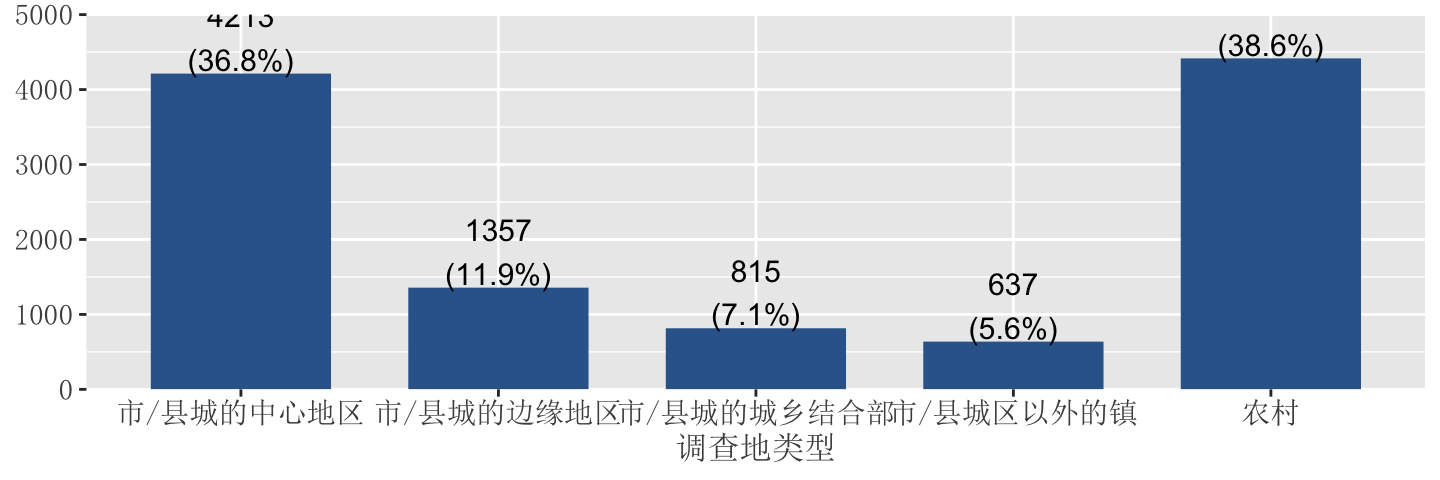 5000
4000
3000
2000
1000
0
4213
(36.8%)
1357
(11.9%)
815
(7.1%)
637
(5.6%)
(38.6%)
市/县城的中心地区
市/县城的边缘地区
市/县城的城乡结合部
市/县城区以外的镇
农村
调查地类型